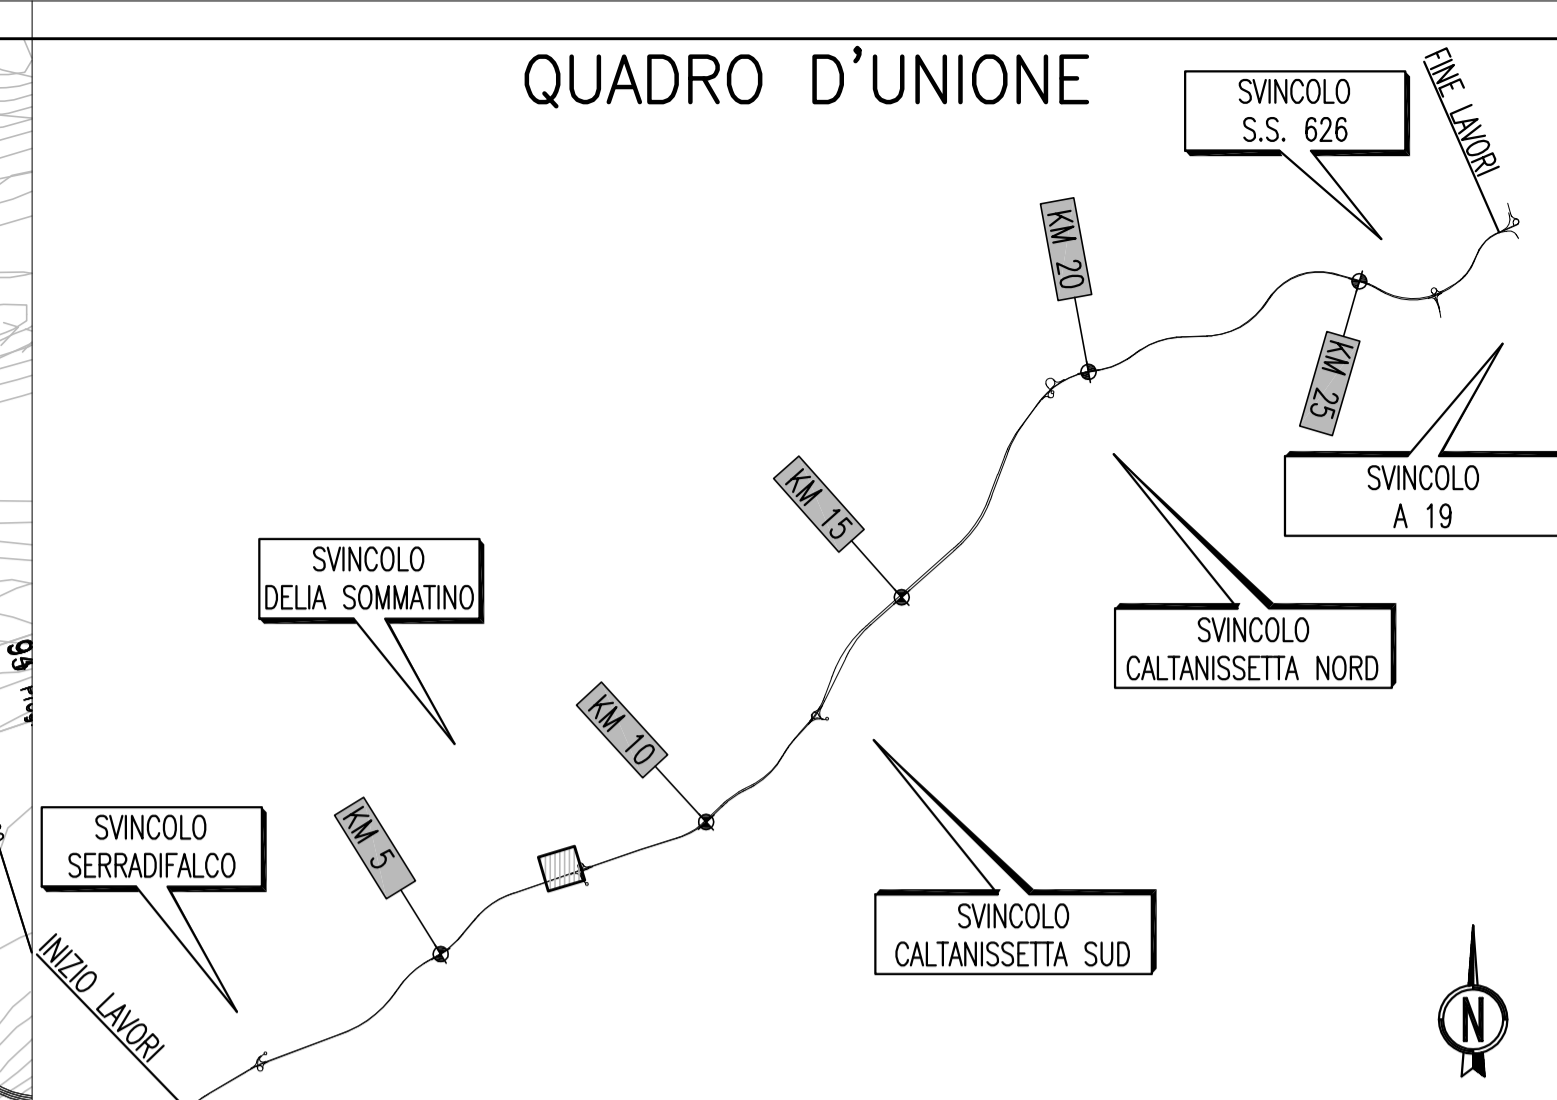 QUADRO D'UNIONE
SVINCOLO
S.S. 626
FINE LAVORI
KM 20
KM 25
SVINCOLO
A 19
KM 15
SVINCOLO
DELIA SOMMATINO
SVINCOLO
CALTANISSETTA NORD
KM 10
KM 5
SVINCOLO
SERRADIFALCO
SVINCOLO
CALTANISSETTA SUD
INIZIO LAVORI
N